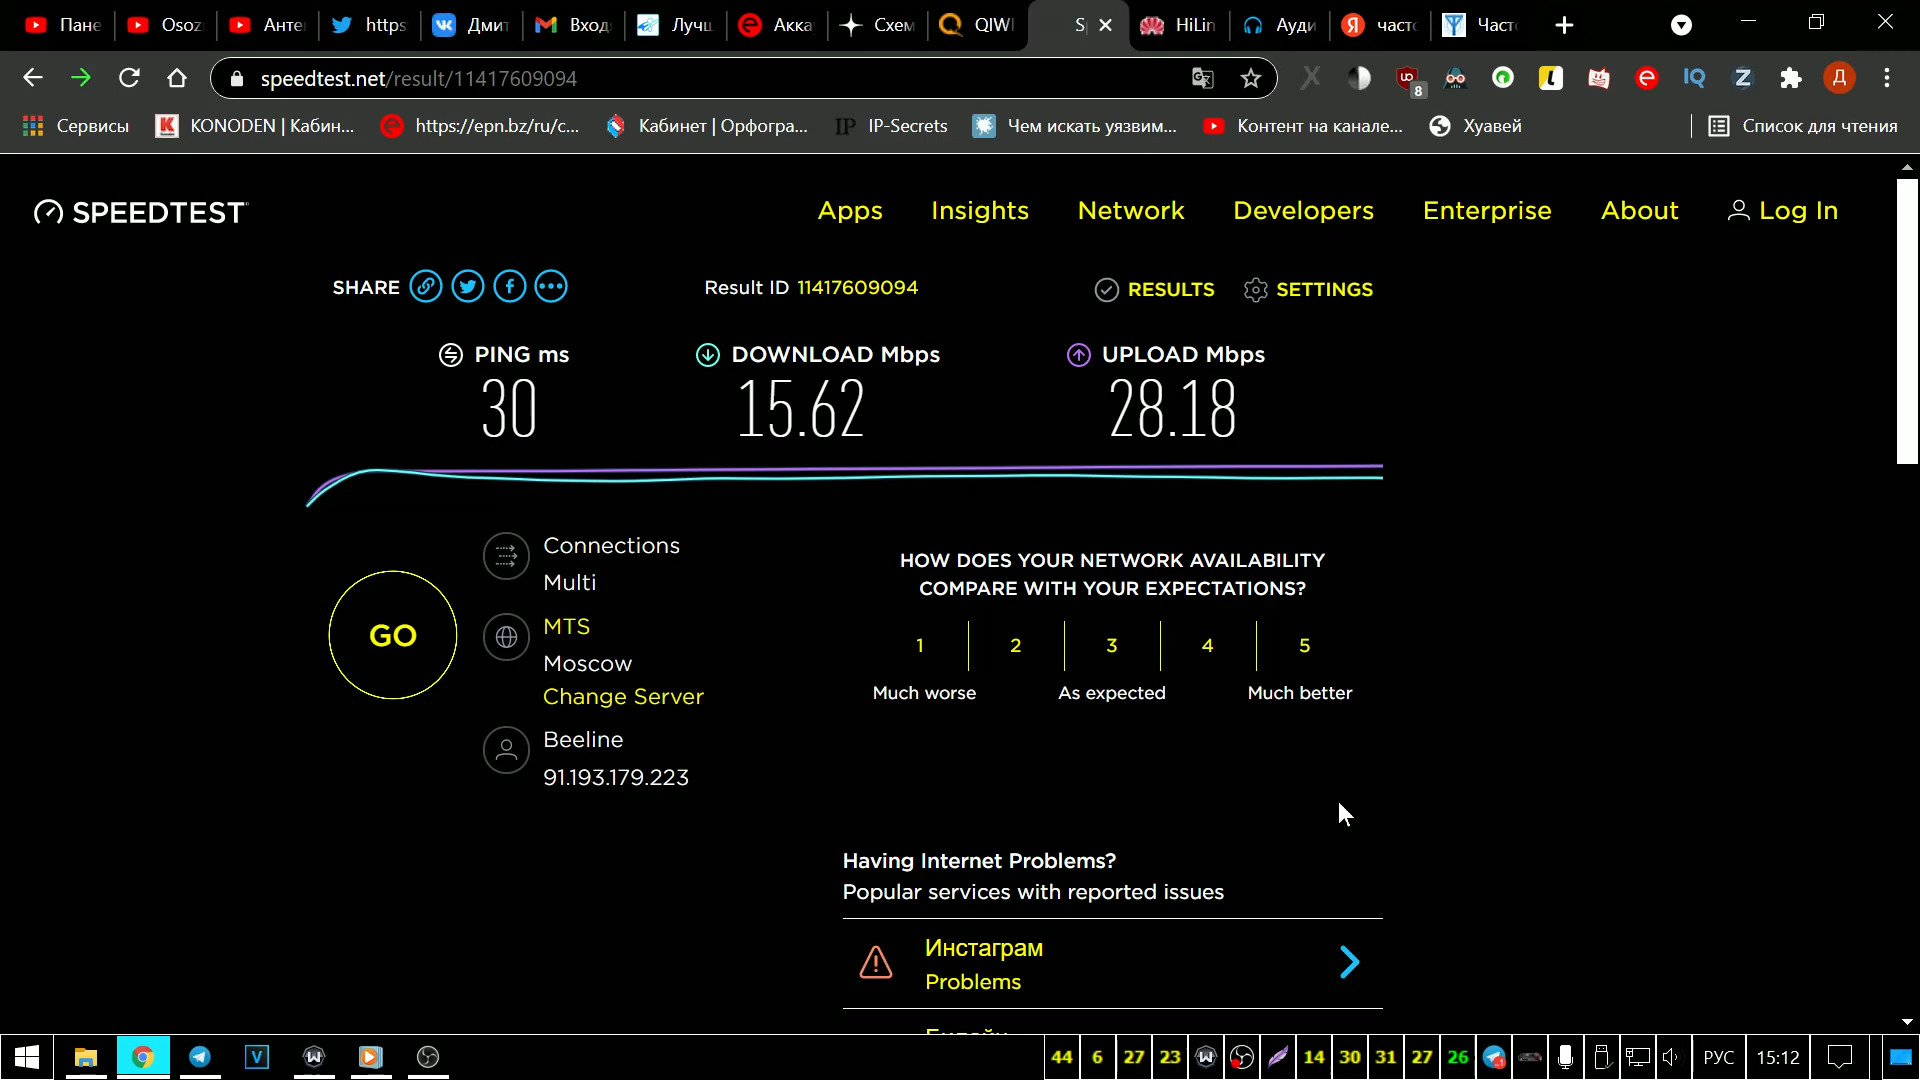 Пане
Osoz
Анте
https
Дми
Вход
Лучш
Акка
Схем
QIWI
S
HiLin
Ауди
част
Част
speedtest.net/result/11417609094
8
Д
Сервисы
KONODEN | Кабин...
https://epn.bz/ru/c...
Кабинет | Орфогра...
IP IP-Secrets
Чем искать уязвим...
Контент на канале...
Хуавей
Список для чтения
SPEEDTEST
Apps
Insights
Network
Developers
Enterprise
About
Log In
SHARE
Result ID 11417609094
RESULTS
SETTINGS
PING ms
30
DOWNLOAD Mbps
15.62
UPLOAD Mbps
28.18
GO
Connections
Multi
MTS
Moscow
Change Server
Beeline
91.193.179.223
HOW DOES YOUR NETWORK AVAILABILITY
COMPARE WITH YOUR EXPECTATIONS?
1 2 3 4 5
Much worse As expected Much better
Having Internet Problems?
Popular services with reported issues
Инстаграм
Problems
44 6 27 23 14 30 31 27 26
РУС
15:12